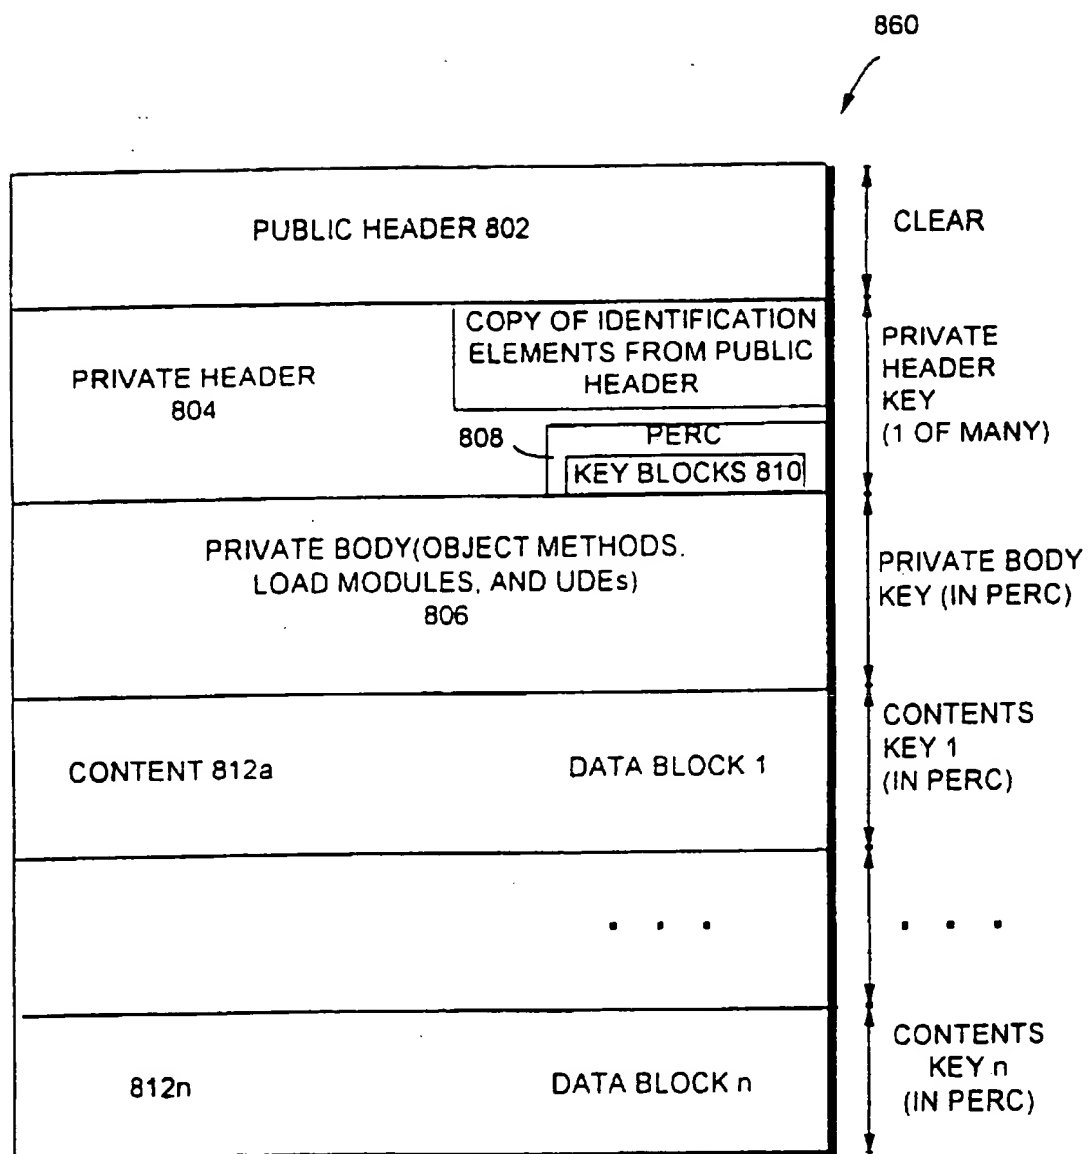 860
PUBLIC HEADER 802
CLEAR
PRIVATE HEADER
804
COPY OF IDENTIFICATION
ELEMENTS FROM PUBLIC
HEADER
808
PERC
KEY BLOCKS 810
PRIVATE
HEADER
KEY
(1 OF MANY)
PRIVATE BODY(OBJECT METHODS.
LOAD MODULES, AND UDEs)
806
PRIVATE BODY
KEY (IN PERC)
CONTENT 812a
DATA BLOCK 1
CONTENTS
KEY 1
(IN PERC)
. . .
. . .
812n
DATA BLOCK n
CONTENTS
KEY n
(IN PERC)